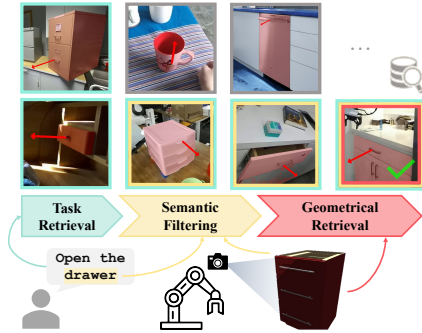 Task
Retrieval
Semantic
Filtering
Geometrical
Retrieval
Open the
drawer